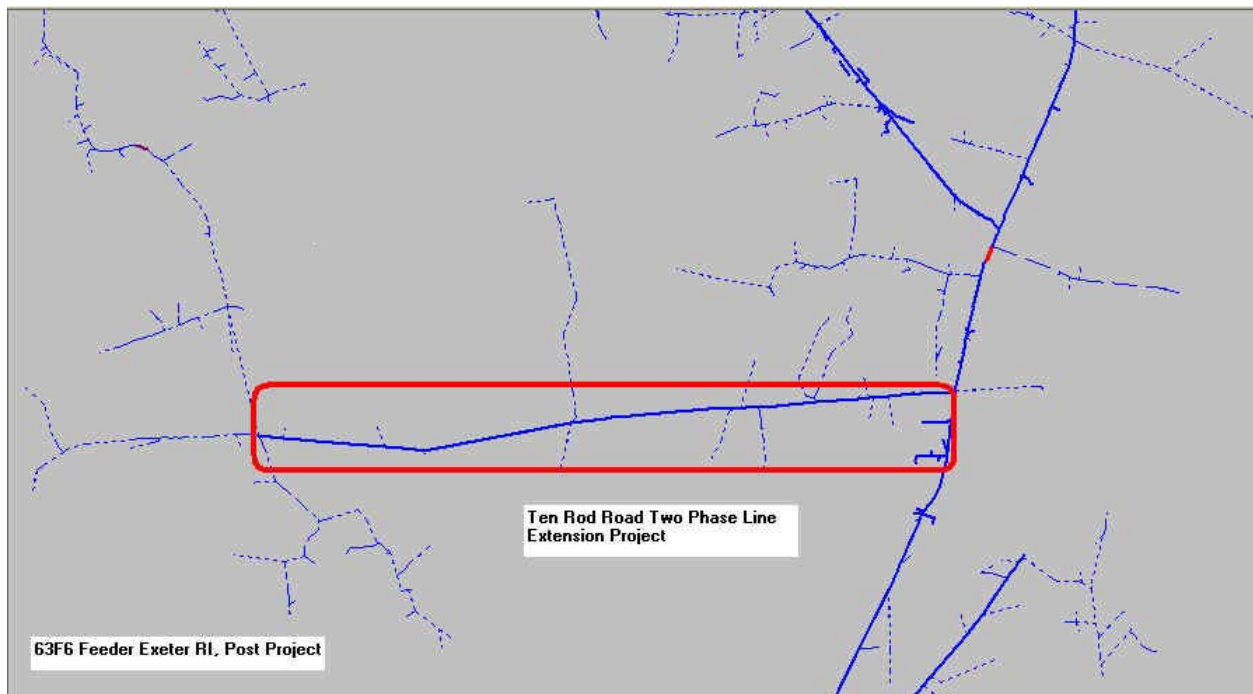 Ten Rod Road Two Phase Line
Extension Project
63F6 Feeder Exeter RI, Post Project